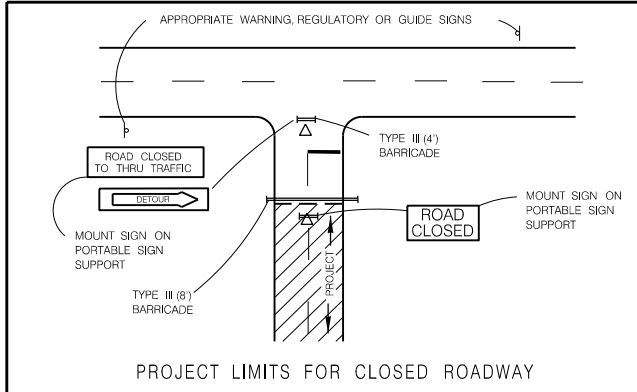 APPROPRIATE WARNING, REGULATORY OR GUIDE SIGNS
TYPE III (4')
BARRICADE
ROAD CLOSED
TO THRU TRAFFIC
DETOUR
MOUNT SIGN ON
PORTABLE SIGN
SUPPORT
ROAD
CLOSED
MOUNT SIGN ON
PORTABLE SIGN
SUPPORT
TYPE III (8')
BARRICADE
PROJECT
PROJECT LIMITS FOR CLOSED ROADWAY